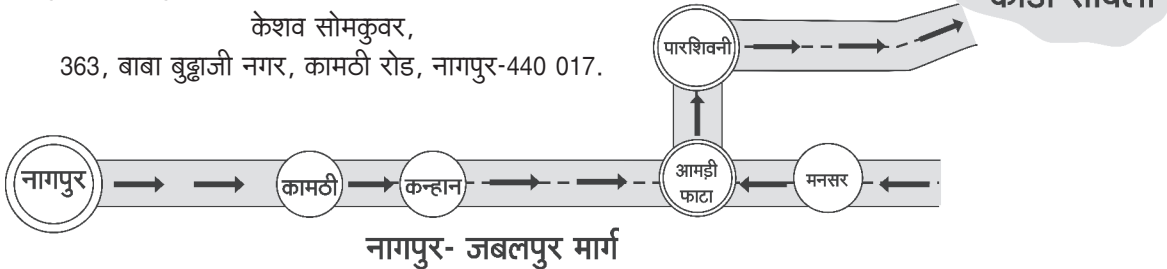 केशव सोमकुवर,
363, बाबा बुद्धाजी नगर, कामठी रोड, नागपुर-440 017.
पारशिवनी
नागपुर
कामठी
कन्हान
आमडी
फाटा
मनसर
नागपुर- जबलपुर मार्ग